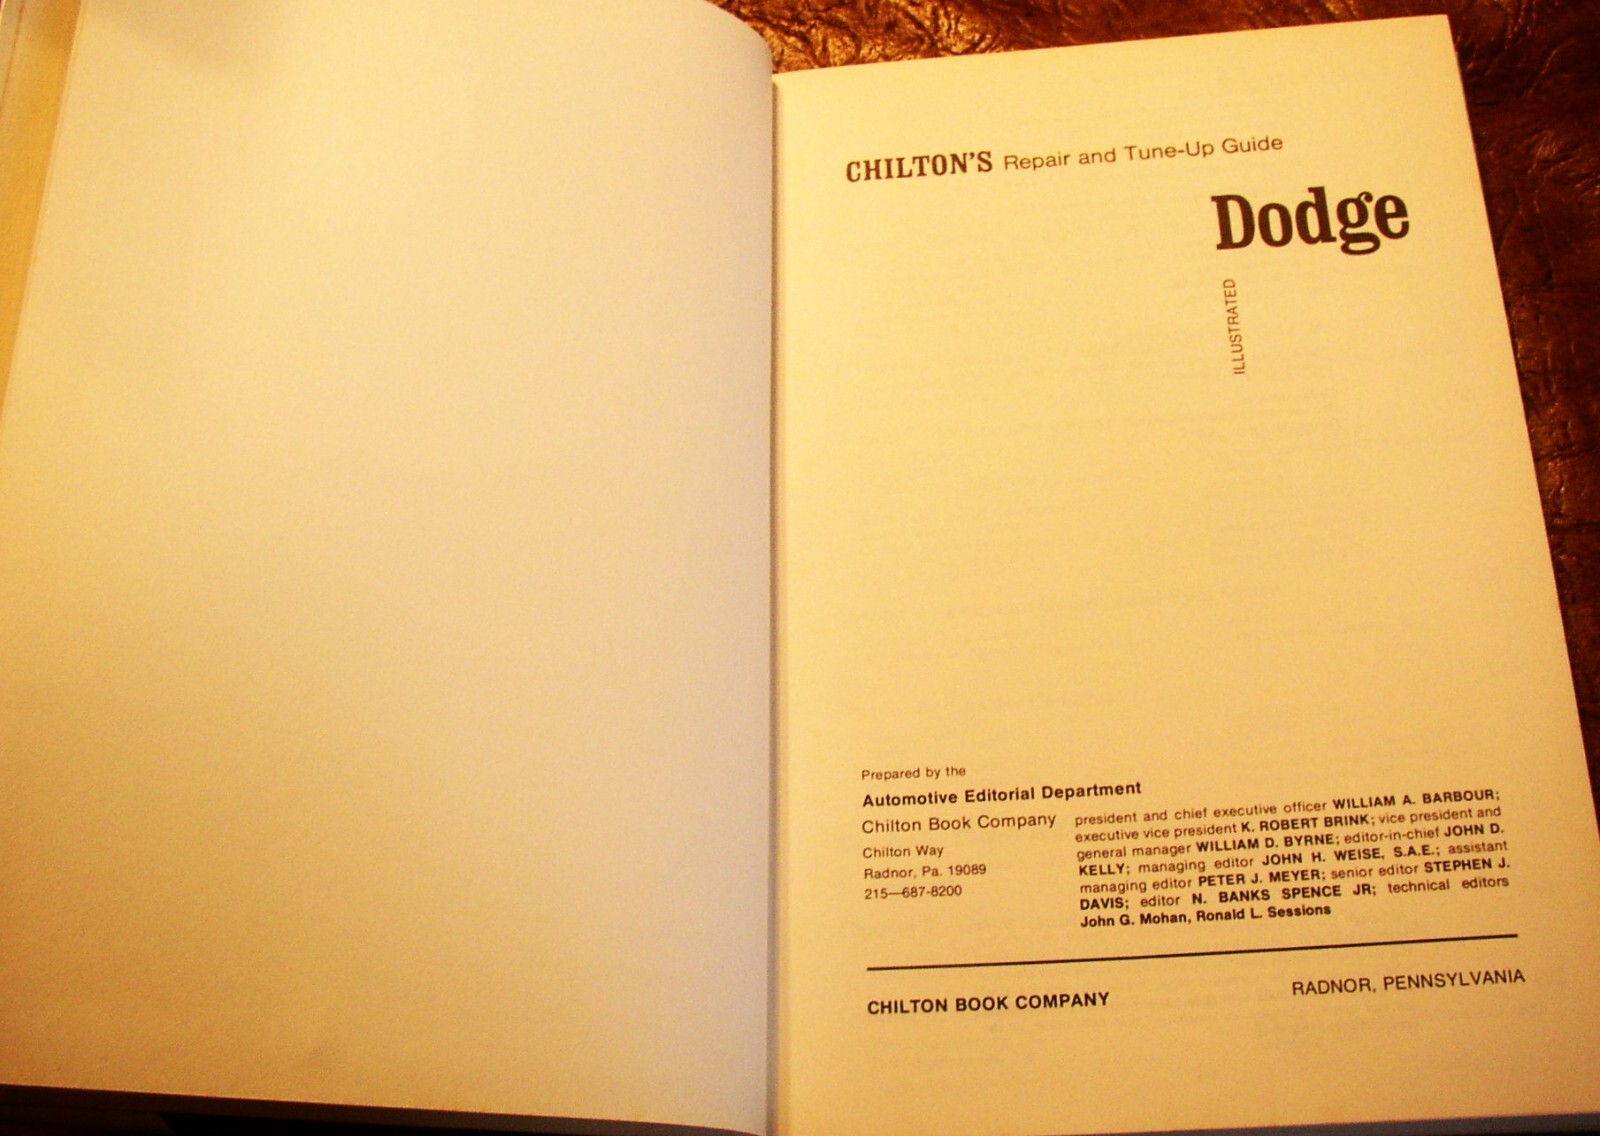 CHILTON'S Repair and Tune-Up Guide
Dodge
ILLUSTRATED
Prepared by the
Automotive Editorial Department
Chilton Book Company
Chilton Way
Radnor, Pa. 19089
215—687-8200
president and chief executive officer WILLIAM A. BARBOUR;
executive vice president K. ROBERT BRINK; vice president and
general manager WILLIAM D. BYRNE; editor-in-chief JOHN D.
KELLY; managing editor JOHN H. WEISE, S.A.E.; assistant
managing editor PETER J. MEYER; senior editor STEPHEN J.
DAVIS; editor N. BANKS SPENCE JR; technical editors
John G. Mohan, Ronald L. Sessions
CHILTON BOOK COMPANY
RADNOR, PENNSYLVANIA